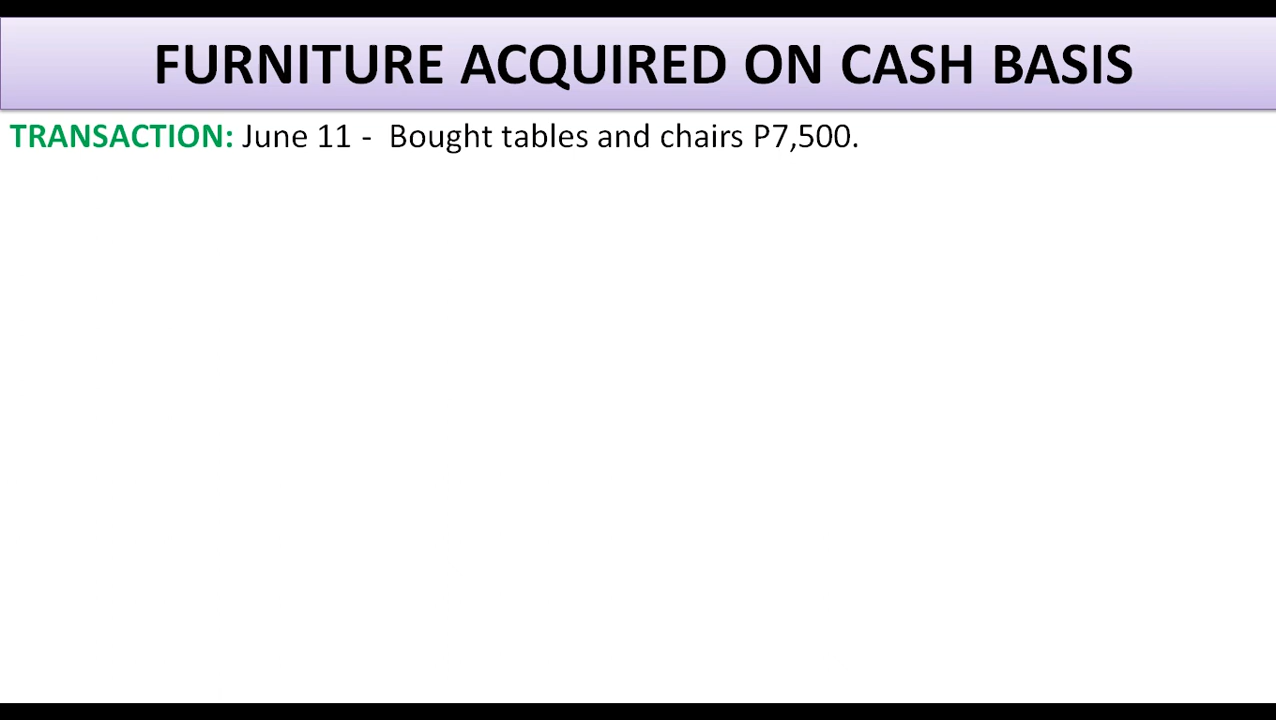 FURNITURE ACQUIRED ON CASH BASIS
TRANSACTION: June 11 - Bought tables and chairs P7,500.